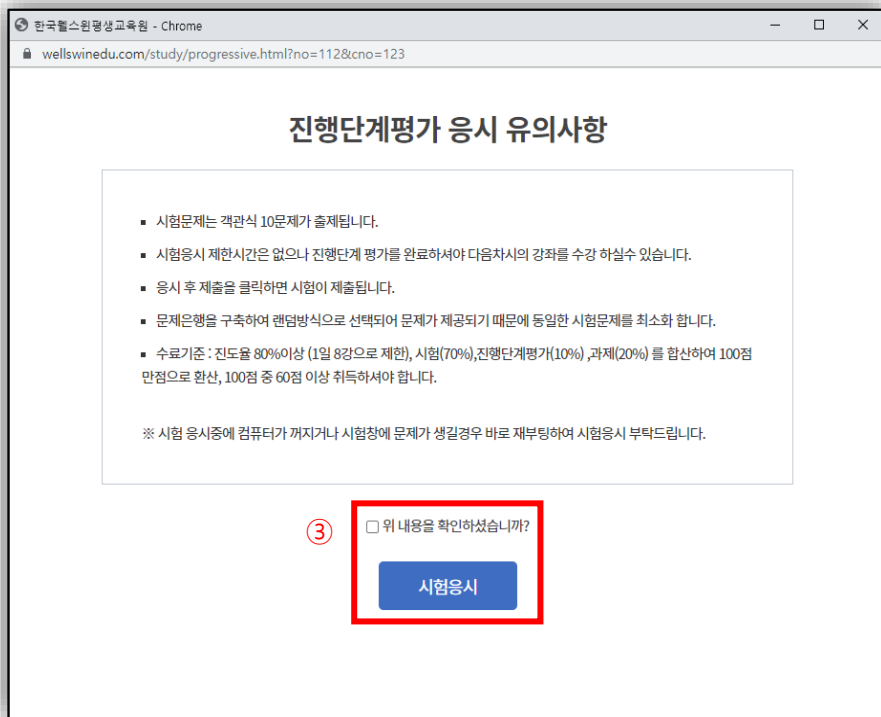 한국웰스윈평생교육원 - Chrome
wellswinedu.com/study/progressive.html?no=112&cno=123
진행단계평가 응시 유의사항
▪ 시험문제는 객관식 10문제가 출제됩니다.
▪ 시험응시 제한시간은 없으나 진행단계 평가를 완료하셔야 다음차시의 강좌를 수강 하실수 있습니다.
▪ 응시 후 제출을 클릭하면 시험이 제출됩니다.
▪ 문제은행을 구축하여 랜덤방식으로 선택되어 문제가 제공되기 때문에 동일한 시험문제를 최소화 합니다.
▪ 수료기준 : 진도율 80%이상 (1일 8강으로 제한), 시험(70%),진행단계평가(10%) ,과제(20%) 를 합산하여 100점
만점으로 환산, 100점 중 60점 이상 취득하셔야 합니다.
※ 시험 응시중에 컴퓨터가 꺼지거나 시험창에 문제가 생길경우 바로 재부팅하여 시험응시 부탁드립니다.
③ 위 내용을 확인하셨습니까?
시험응시